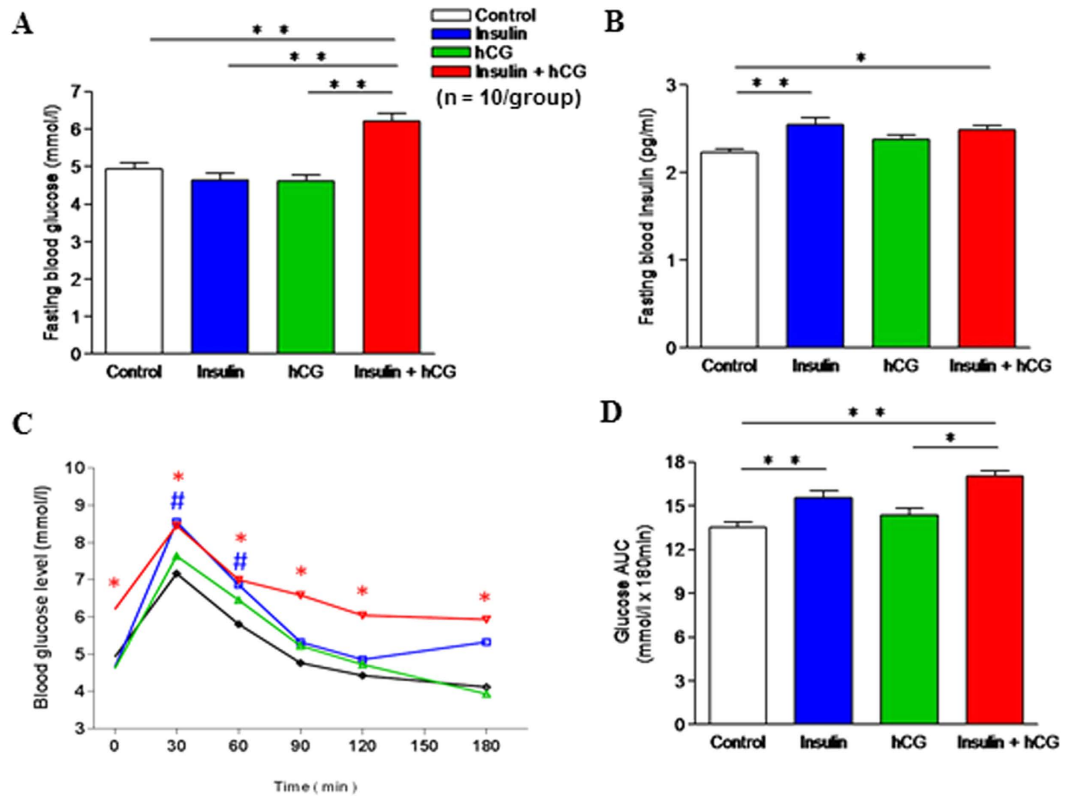 A
* *
* *
* *
Control
Insulin
hCG
Insulin + hCG
(n = 10/group)
Fasting blood glucose (mmol/l)
7
6
5
4
3
2
1
0
Control Insulin hCG Insulin + hCG
B
*
* *
Fasting blood Insulin (pg/ml)
3
2
1
0
Control Insulin hCG Insulin + hCG
C
Blood glucose level (mmol/l)
10
9
8
7
6
5
4
3
* * * * * *
# #
0 30 60 90 120 150 180
Time ( min )
D
* *
*
* *
Glucose AUC
(mmol/l x 180min)
18
15
12
9
6
3
0
Control Insulin hCG Insulin + hCG